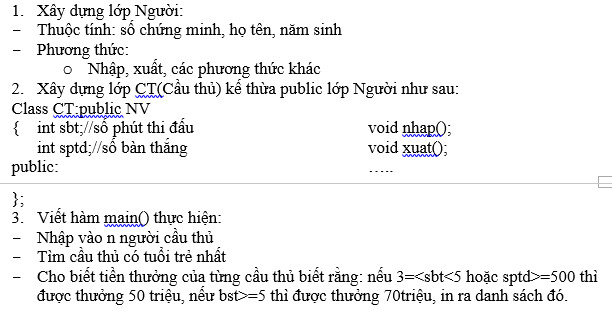 1. Xây dựng lớp Người:
− Thuộc tính: số chứng minh, họ tên, năm sinh
− Phương thức:
o Nhập, xuất, các phương thức khác
2. Xây dựng lớp CT(Cầu thủ) kế thừa public lớp Người như sau:
Class CT:public NV
{ int sbt;//số phút thi đấu void nhap();
int sptd;//số bàn thắng void xuat();
public: …..
};
3. Viết hàm main() thực hiện:
− Nhập vào n người cầu thủ
− Tìm cầu thủ có tuổi trẻ nhất
− Cho biết tiền thưởng của từng cầu thủ biết rằng: nếu 3=<sbt<5 hoặc sptd>=500 thì
được thưởng 50 triệu, nếư bst>=5 thì được thưởng 70triệu, in ra danh sách đó.